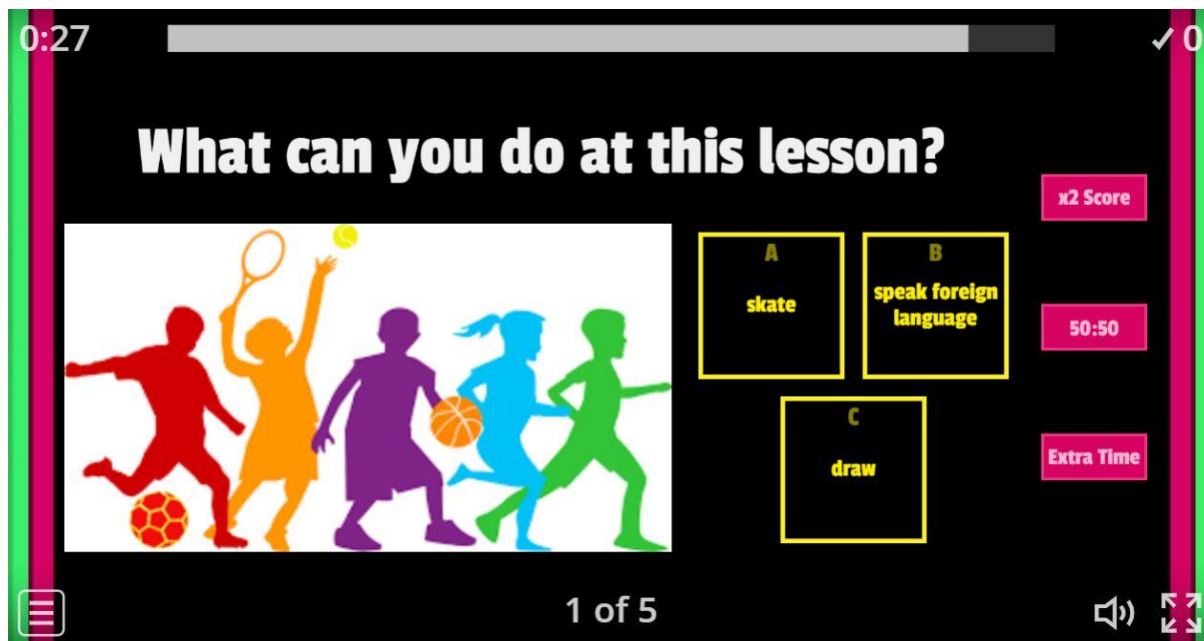 0:27
✓ 0
What can you do at this lesson?
x2 Score
A
skate
B
speak foreign
language
50:50
C
draw
Extra Time
1 of 5